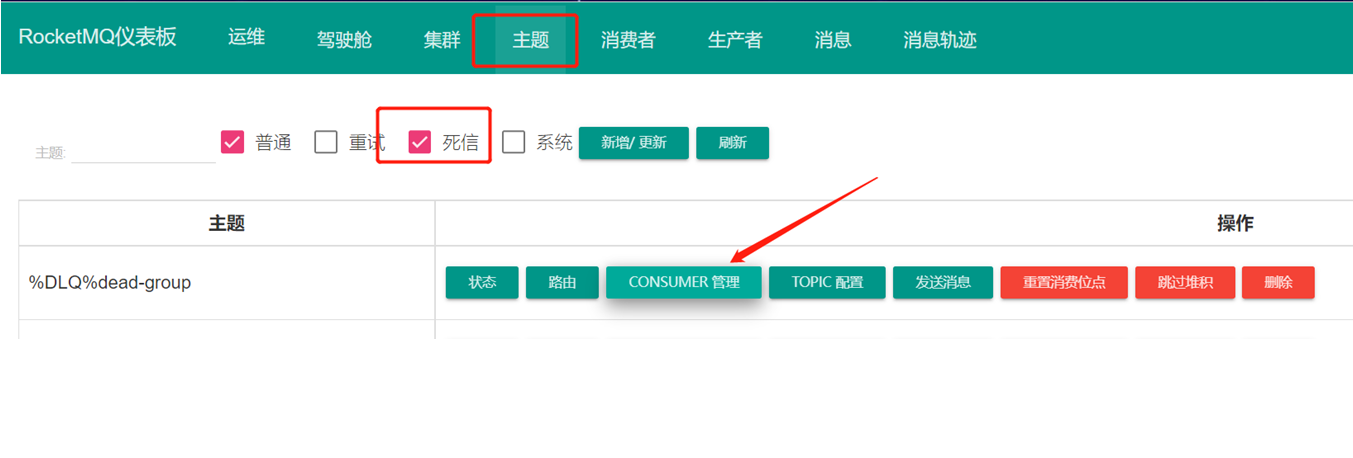 RocketMQ仪表板 运维 驾驶舱 集群 主题 消费者 生产者 消息 消息轨迹
主题: 普通 重试 死信 系统 新增/ 更新 刷新
主题 操作
%DLQ%dead-group 状态 路由 CONSUMER 管理 TOPIC 配置 发送消息 重置消费位点 跳过堆积 删除